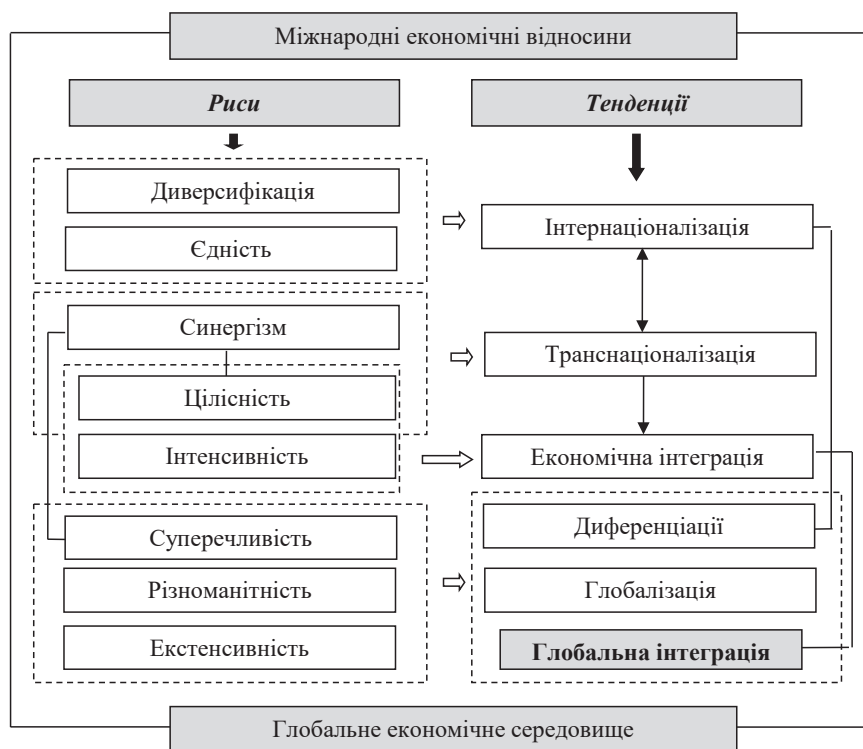 Міжнародні економічні відносини
Риси
Тенденції
Диверсифікація
Єдність
Інтернаціоналізація
Синергізм
Транснаціоналізація
Цілісність
Інтенсивність
Економічна інтеграція
Суперечливість
Диференціації
Різноманітність
Глобалізація
Екстенсивність
Глобальна інтеграція
Глобальне економічне середовище